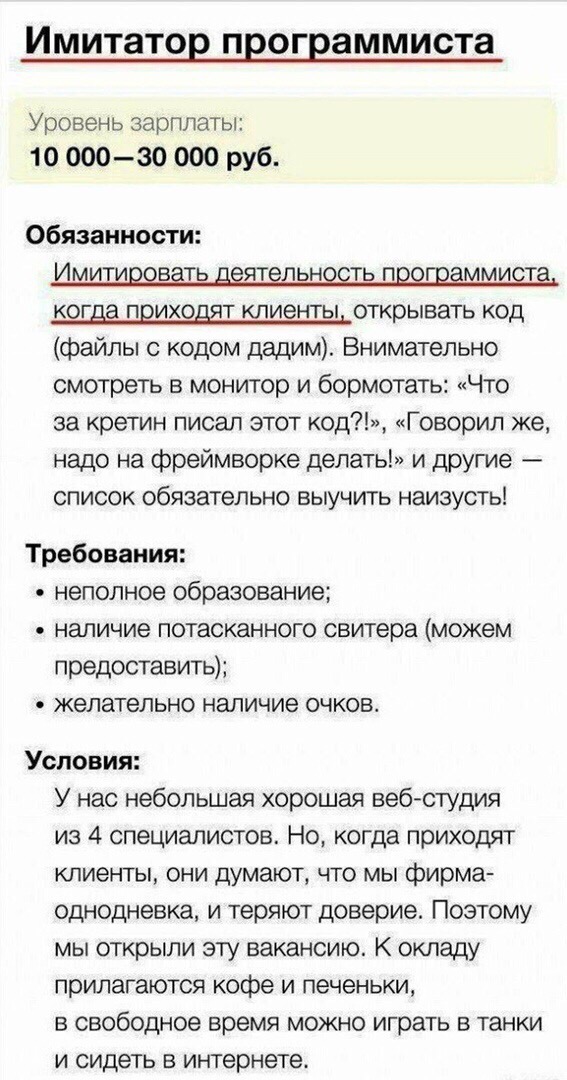 Имитатор программиста
Уровень зарплаты:
10 000—30 000 руб.
Обязанности:
Имитировать деятельность программиста,
когда приходят клиенты, открывать код
(файлы с кодом дадим). Внимательно
смотреть в монитор и бормотать: «Что
за кретин писал этот код?!», «Говорил же,
надо на фреймворке делать!» и другие —
список обязательно выучить наизусть!
Требования:
• неполное образование;
• наличие потасканного свитера (можем
предоставить);
• желательно наличие очков.
Условия:
У нас небольшая хорошая веб-студия
из 4 специалистов. Но, когда приходят
клиенты, они думают, что мы фирма-
однодневка, и теряют доверие. Поэтому
мы открыли эту вакансию. К окладу
прилагаются кофе и печеньки,
в свободное время можно играть в танки
и сидеть в интернете.